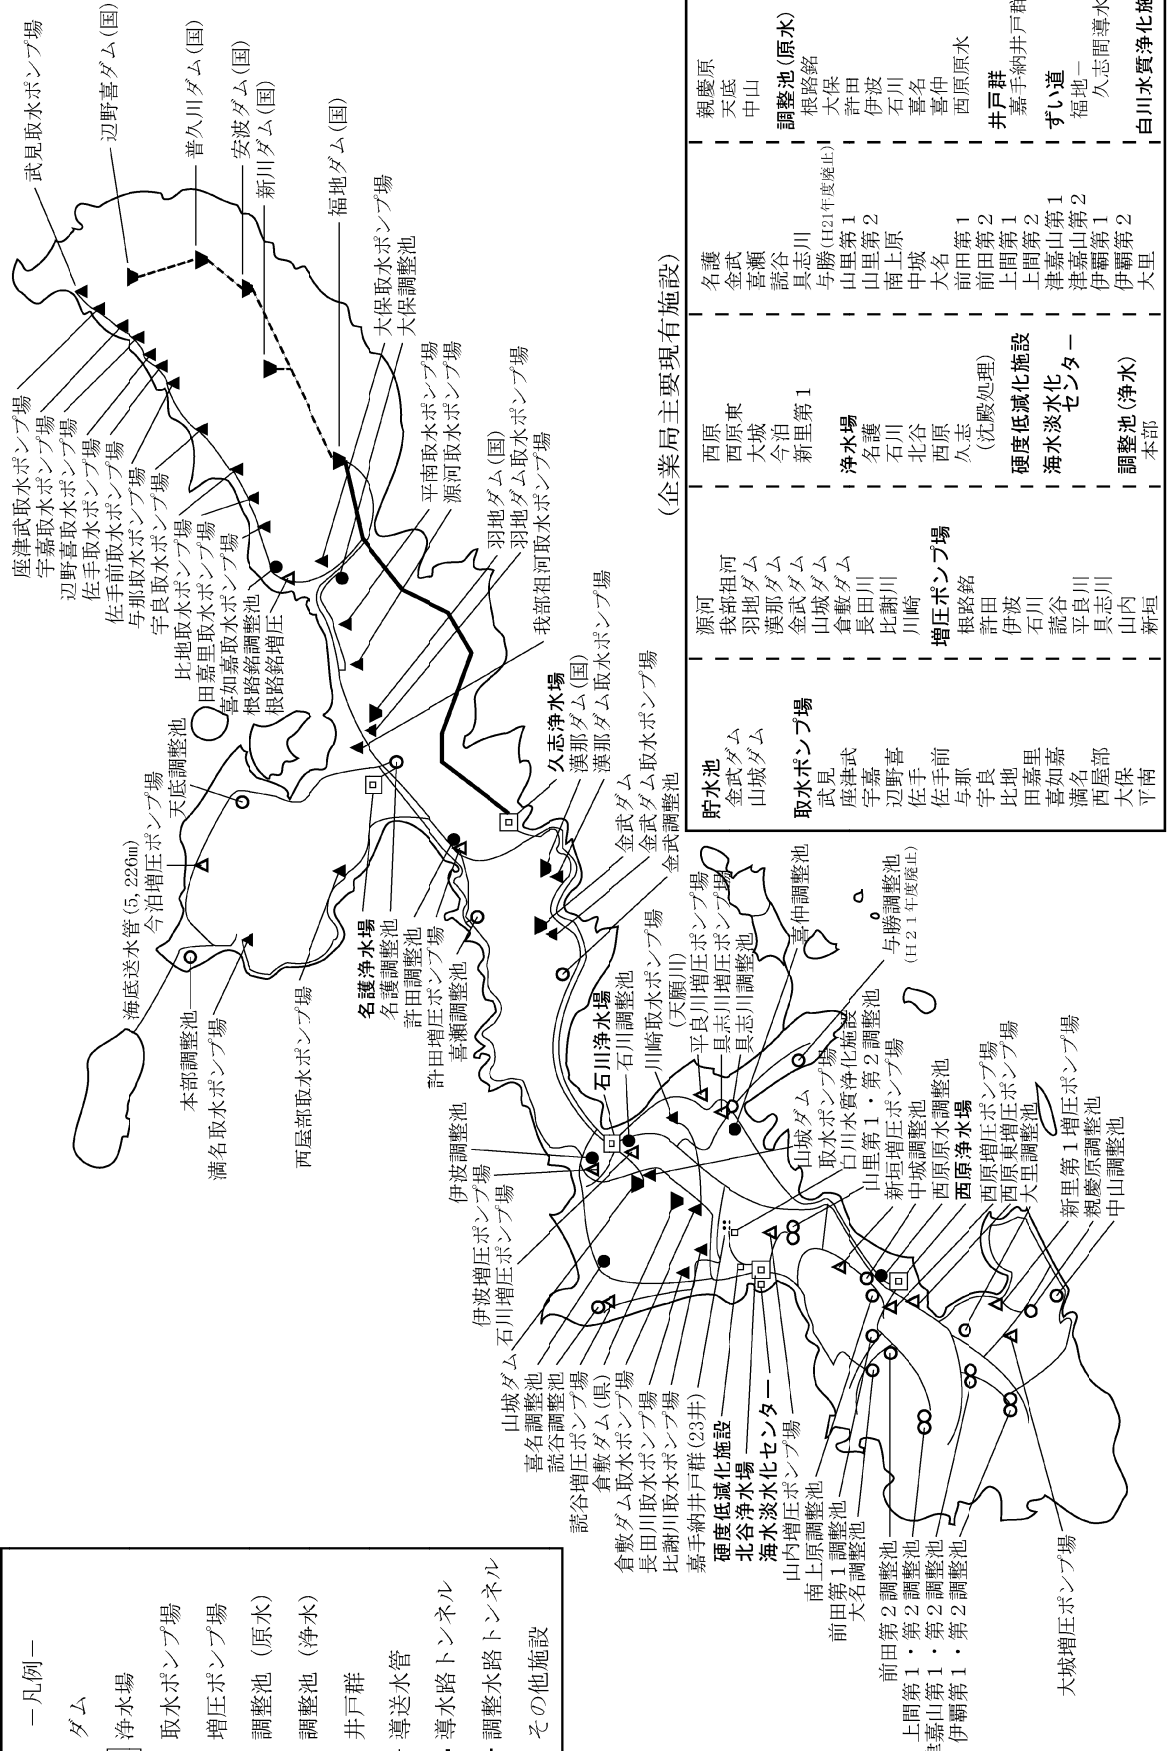 武見取水ポンプ場
辺野喜ダム(国)
普久川ダム(国)
安波ダム(国)
新川ダム(国)
福地ダム(国)
大保取水ポンプ場
大保調整池
座津武取水ポンプ場
宇嘉取水ポンプ場
辺野喜取水ポンプ場
佐手取水ポンプ場
佐手前取水ポンプ場
与那取水ポンプ場
宇良取水ポンプ場
比地取水ポンプ場
田嘉里取水ポンプ場
喜如嘉取水ポンプ場
根路銘調整池
根路銘増圧ポンプ場
平南取水ポンプ場
源河取水ポンプ場
羽地ダム(国)
羽地ダム取水ポンプ場
我部祖河取水ポンプ場
久志浄水場
漢那ダム(国)
漢那ダム取水ポンプ場
金武ダム
金武ダム取水ポンプ場
金武調整池
天底調整池
今泊増圧ポンプ場
海底送水管(5,226m)
本部調整池
満名取水ポンプ場
西屋部取水ポンプ場
名護浄水場
名護調整池
許田調整池
許田増圧ポンプ場
喜瀬調整池
石川浄水場
石川調整池
川崎取水ポンプ場
(天願川)
平良川増圧ポンプ場
具志川増圧ポンプ場
具志川調整池
喜仲調整池
与勝調整池
(H21年度廃止)
伊波調整池
伊波増圧ポンプ場
石川増圧ポンプ場
山城ダム
取水ポンプ場
白川水質浄化施設
山里第1・第2調整池
新垣増圧ポンプ場
中城調整池
西原原水調整池
西原浄水場
西原増圧ポンプ場
西原東増圧ポンプ場
大里調整池
新里第1増圧ポンプ場
親慶原調整池
中山調整池
山城ダム
喜名調整池
読谷調整池
読谷増圧ポンプ場
倉敷ダム(県)
倉敷ダム取水ポンプ場
長田川取水ポンプ場
比謝川取水ポンプ場
嘉手納井戸群(23井)
硬度低減化施設
北谷浄水場
海水淡水化センター
山内増圧ポンプ場
南上原調整池
前田第1調整池
大名調整池
前田第2調整池
上間第1・第2調整池
津嘉山第1・第2調整池
伊覇第1・第2調整池
大城増圧ポンプ場
－凡例－
ダム
浄水場
取水ポンプ場
増圧ポンプ場
調整池（原水）
調整池（浄水）
井戸群
導送水管
導水路トンネル
調整水路トンネル
その他施設
(企業局主要現有施設)
貯水池
金武ダム
山城ダム
取水ポンプ場
武見
座津武
宇嘉
辺野喜
佐手
佐手前
与那
宇良
比地
田嘉里
喜如嘉
満名
西屋部
大保
平南
源河
我部祖河
羽地ダム
漢那ダム
金武ダム
山城ダム
倉敷ダム
長田川
比謝川
川崎
増圧ポンプ場
根路銘
許田
伊波
石川
読谷
平良川
具志川
山内
新垣
西原
西原東
大城
今泊
新里第1
浄水場
名護
石川
北谷
西原
久志
(沈殿処理)
硬度低減化施設
海水淡水化
センター
調整池(浄水)
本部
名護
金武
喜瀬
読谷
具志川
与勝(H21年度廃止)
山里第1
山里第2
南上原
中城
大名
前田第1
前田第2
上間第1
上間第2
津嘉山第1
津嘉山第2
伊覇第1
伊覇第2
大里
親慶原
天底
中山
調整池(原水)
根路銘
大保
許田
伊波
石川
喜名
喜仲
西原原水
井戸群
嘉手納井戸群
ずい道
福地－
久志間導水
白川水質浄化施